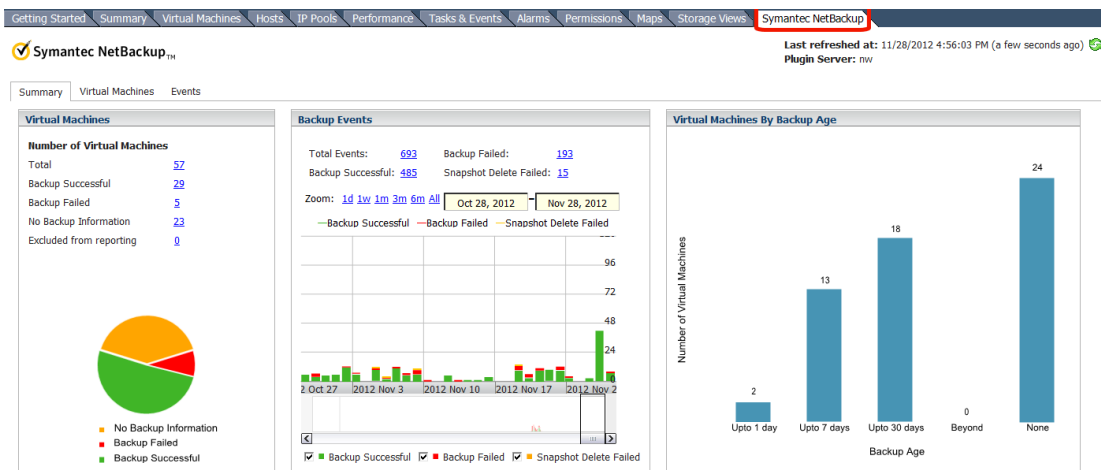 Getting Started Summary Virtual Machines Hosts IP Pools Performance Tasks & Events Alarms Permissions Maps Storage Views Symantec NetBackup
Symantec NetBackup™
Last refreshed at: 11/28/2012 4:56:03 PM (a few seconds ago)
Plugin Server: nw
Summary Virtual Machines Events
Virtual Machines
Number of Virtual Machines
Total 57
Backup Successful 29
Backup Failed 5
No Backup Information 23
Excluded from reporting 0
No Backup Information
Backup Failed
Backup Successful
Backup Events
Total Events: 693 Backup Failed: 193
Backup Successful: 485 Snapshot Delete Failed: 15
Zoom: 1d 1w 1m 3m 6m All Oct 28, 2012 - Nov 28, 2012
Backup Successful Backup Failed Snapshot Delete Failed
96
72
48
24
0
2 Oct 27 2012 Nov 3 2012 Nov 10 2012 Nov 17 2012 Nov 2
Backup Successful Backup Failed Snapshot Delete Failed
Virtual Machines By Backup Age
Number of Virtual Machines
2
13
18
0
24
Upto 1 day Upto 7 days Upto 30 days Beyond None
Backup Age